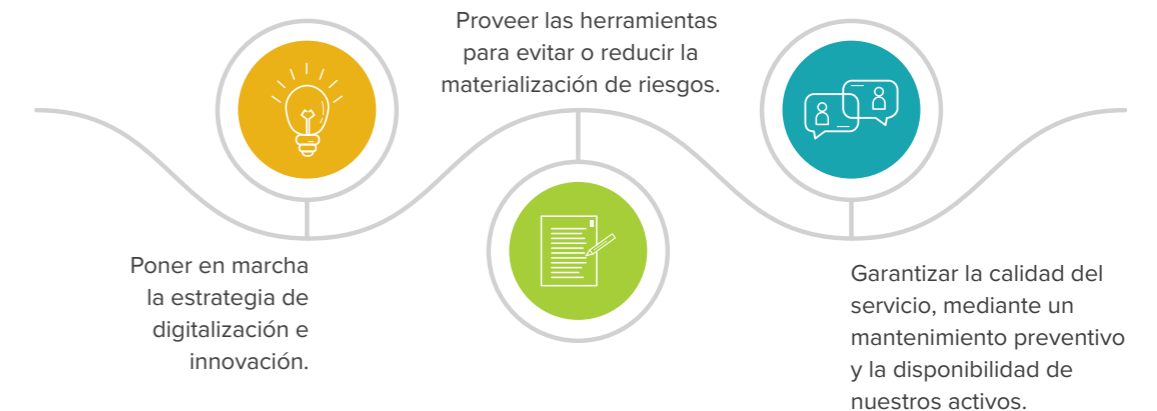 Proveer las herramientas
para evitar o reducir la
materialización de riesgos.
Poner en marcha
la estrategia de
digitalización e
innovación.
Garantizar la calidad del
servicio, mediante un
mantenimiento preventivo
y la disponibilidad de
nuestros activos.